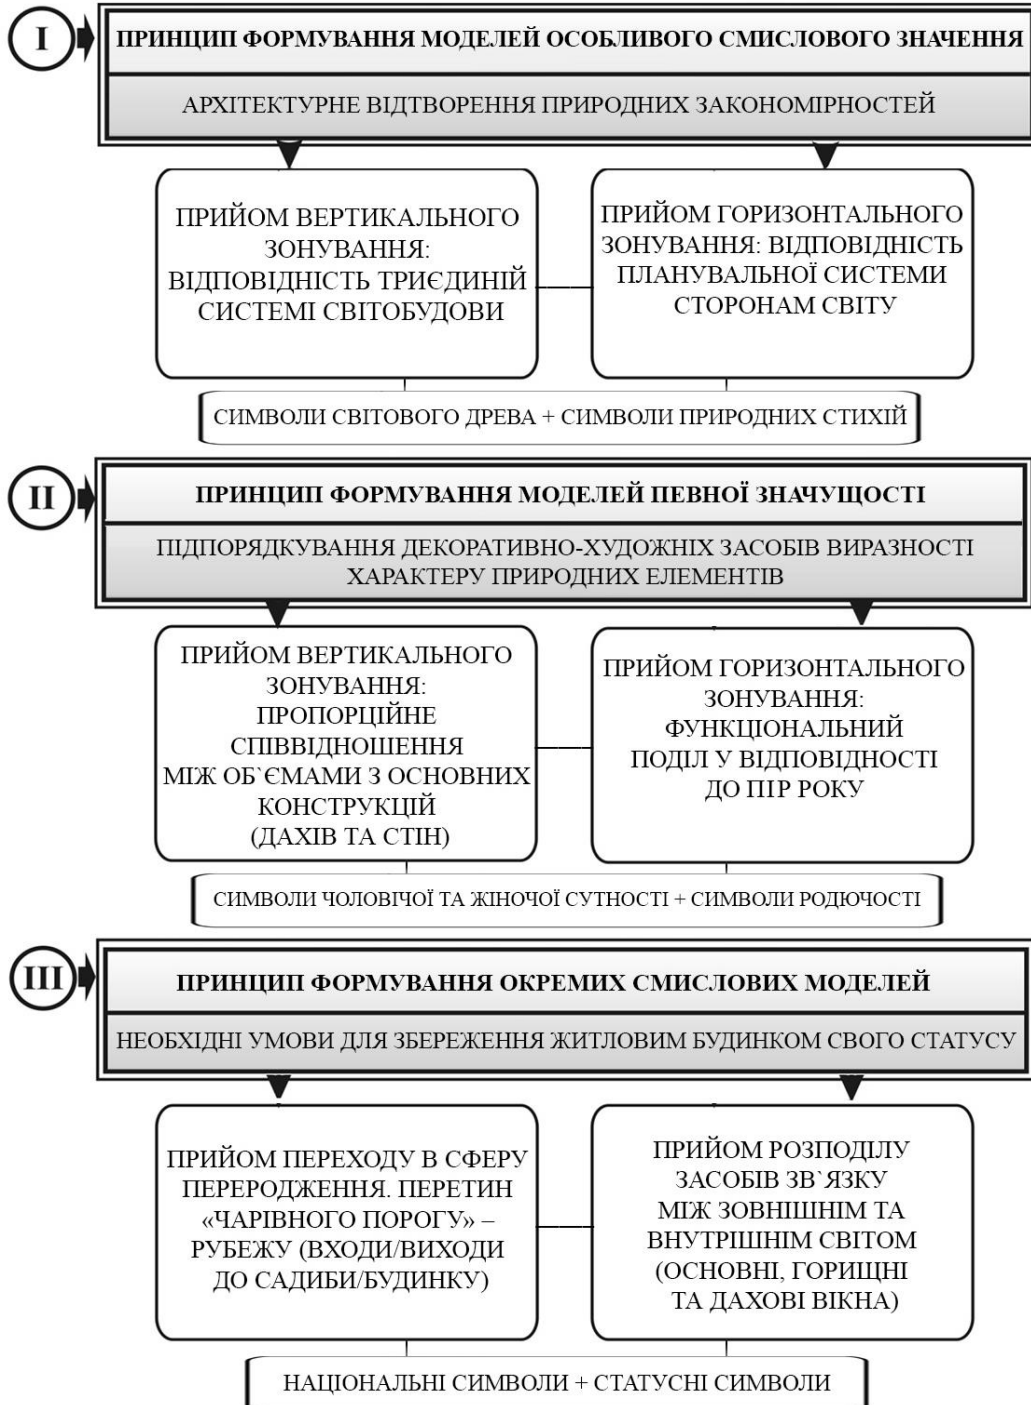 I
ПРИНЦИП ФОРМУВАННЯ МОДЕЛЕЙ ОСОБЛИВОГО СМИСЛОВОГО ЗНАЧЕННЯ
АРХІТЕКТУРНЕ ВІДТВОРЕННЯ ПРИРОДНИХ ЗАКОНОМІРНОСТЕЙ
ПРИЙОМ ВЕРТИКАЛЬНОГО
ЗОНУВАННЯ:
ВІДПОВІДНІСТЬ ТРИЄДИНІЙ
СИСТЕМІ СВІТОБУДОВИ
ПРИЙОМ ГОРИЗОНТАЛЬНОГО
ЗОНУВАННЯ: ВІДПОВІДНІСТЬ
ПЛАНУВАЛЬНОЇ СИСТЕМИ
СТОРОНАМ СВІТУ
СИМВОЛИ СВІТОВОГО ДРЕВА + СИМВОЛИ ПРИРОДНИХ СТИХІЙ
II
ПРИНЦИП ФОРМУВАННЯ МОДЕЛЕЙ ПЕВНОЇ ЗНАЧУЩОСТІ
ПІДПОРЯДКУВАННЯ ДЕКОРАТИВНО-ХУДОЖНІХ ЗАСОБІВ ВИРАЗНОСТІ
ХАРАКТЕРУ ПРИРОДНИХ ЕЛЕМЕНТІВ
ПРИЙОМ ВЕРТИКАЛЬНОГО
ЗОНУВАННЯ:
ПРОПОРЦІЙНЕ
СПІВВІДНОШЕННЯ
МІЖ ОБ`ЄМАМИ З ОСНОВНИХ
КОНСТРУКЦІЙ
(ДАХІВ ТА СТІН)
ПРИЙОМ ГОРИЗОНТАЛЬНОГО
ЗОНУВАННЯ:
ФУНКЦІОНАЛЬНИЙ
ПОДІЛ У ВІДПОВІДНОСТІ
ДО ПІР РОКУ
СИМВОЛИ ЧОЛОВІЧОЇ ТА ЖІНОЧОЇ СУТНОСТІ + СИМВОЛИ РОДЮЧОСТІ
III
ПРИНЦИП ФОРМУВАННЯ ОКРЕМИХ СМИСЛОВИХ МОДЕЛЕЙ
НЕОБХІДНІ УМОВИ ДЛЯ ЗБЕРЕЖЕННЯ ЖИТЛОВИМ БУДИНКОМ СВОГО СТАТУСУ
ПРИЙОМ ПЕРЕХОДУ В СФЕРУ
ПЕРЕРОДЖЕННЯ. ПЕРЕТИН
«ЧАРІВНОГО ПОРОГУ» –
РУБЕЖУ (ВХОДИ/ВИХОДИ
ДО САДИБИ/БУДИНКУ)
ПРИЙОМ РОЗПОДІЛУ
ЗАСОБІВ ЗВ`ЯЗКУ
МІЖ ЗОВНІШНІМ ТА
ВНУТРІШНІМ СВІТОМ
(ОСНОВНІ, ГОРИЩНІ
ТА ДАХОВІ ВІКНА)
НАЦІОНАЛЬНІ СИМВОЛИ + СТАТУСНІ СИМВОЛИ